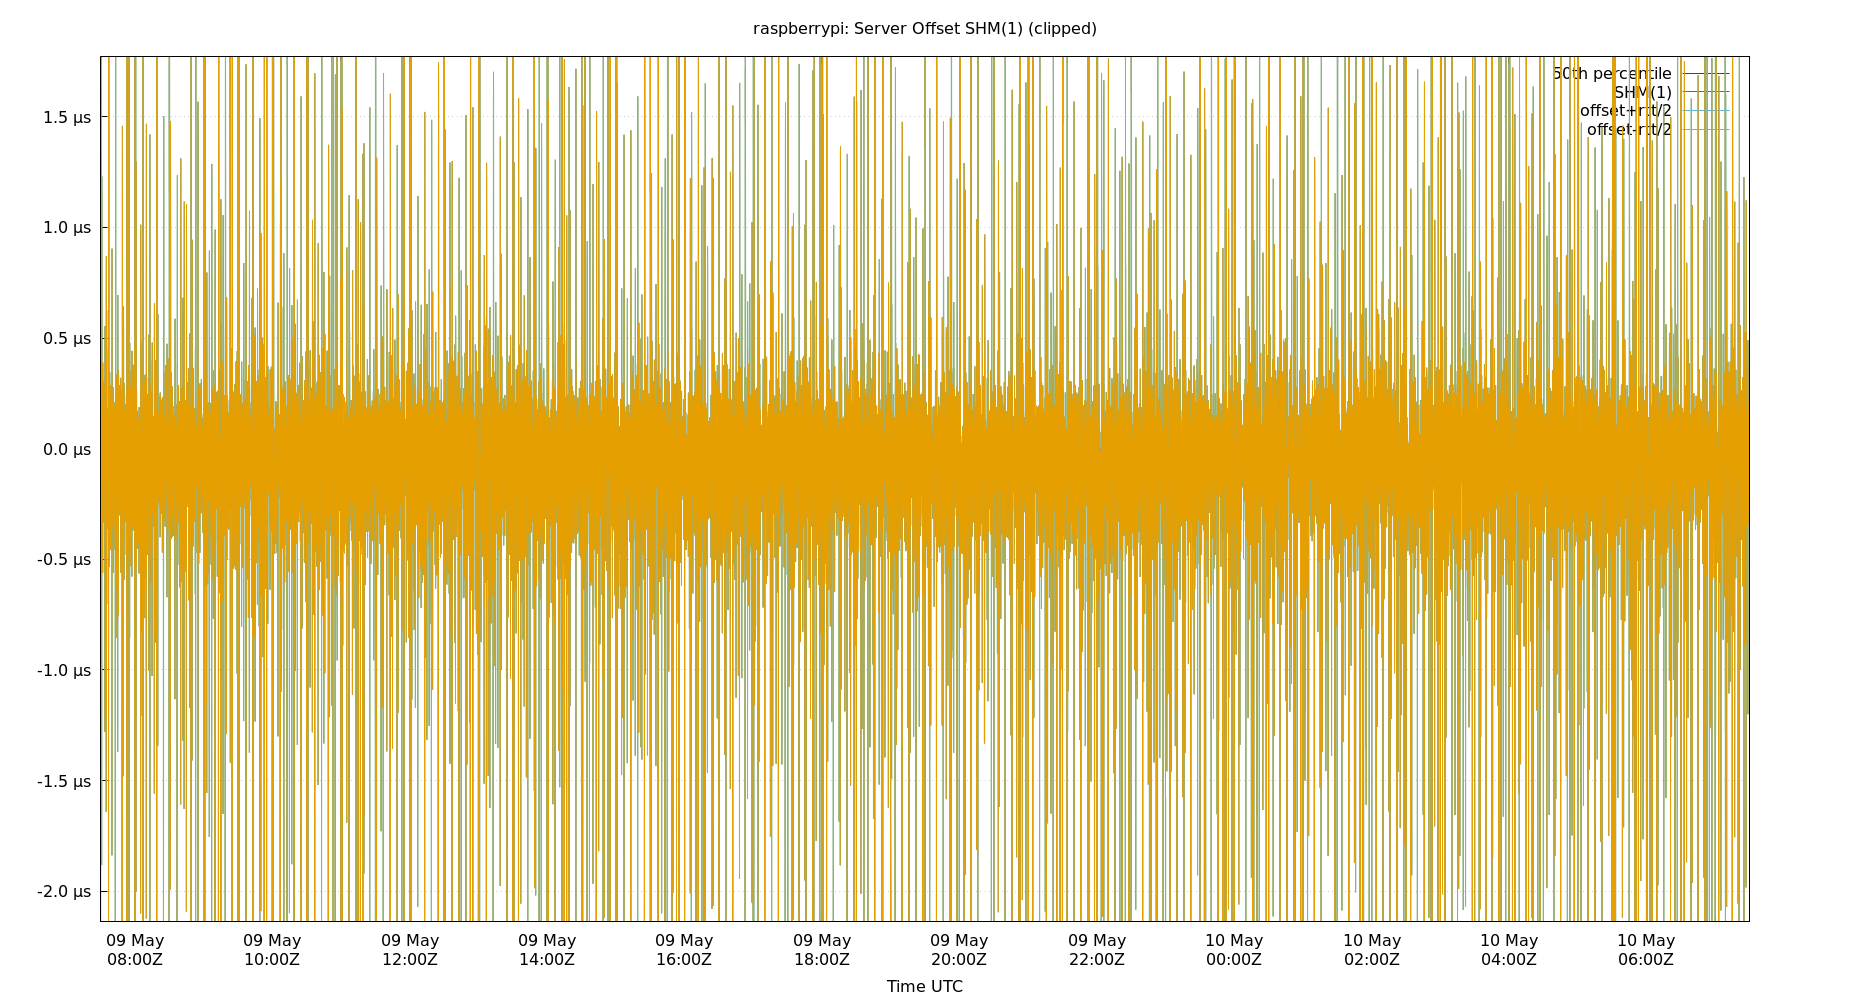 raspberrypi: Server Offset SHM(1) (clipped)
50th percentile
SHM(1)
offset+rtt/2
offset-rtt/2
1.5 µs
1.0 µs
0.5 µs
0.0 µs
-0.5 µs
-1.0 µs
-1.5 µs
-2.0 µs
09 May 09 May 09 May 09 May 09 May 09 May 09 May 09 May 10 May 10 May 10 May 10 May
08:00Z 10:00Z 12:00Z 14:00Z 16:00Z 18:00Z 20:00Z 22:00Z 00:00Z 02:00Z 04:00Z 06:00Z
Time UTC